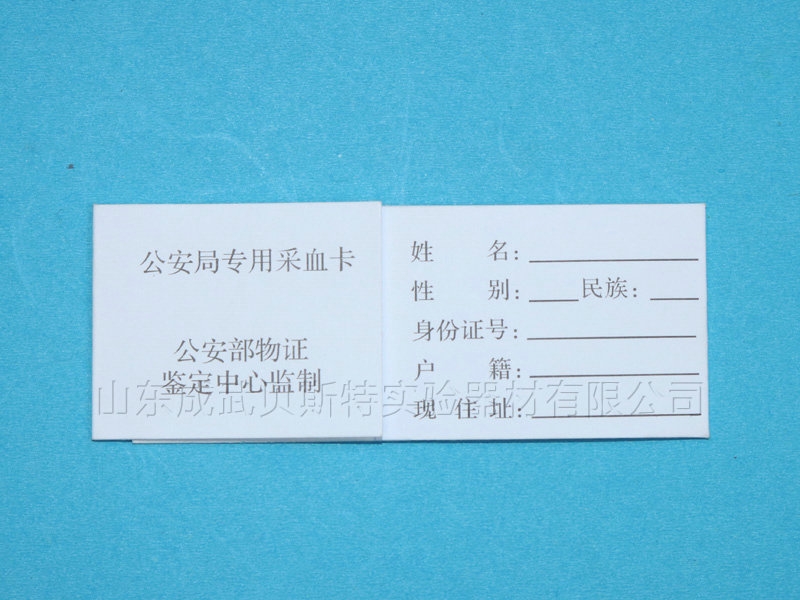 公安局专用采血卡
公安部物证
鉴定中心监制
姓 名：
性 别： 民族：
身份证号：
户 籍：
现 住 址：
山东成武贝斯特实验器材有限公司